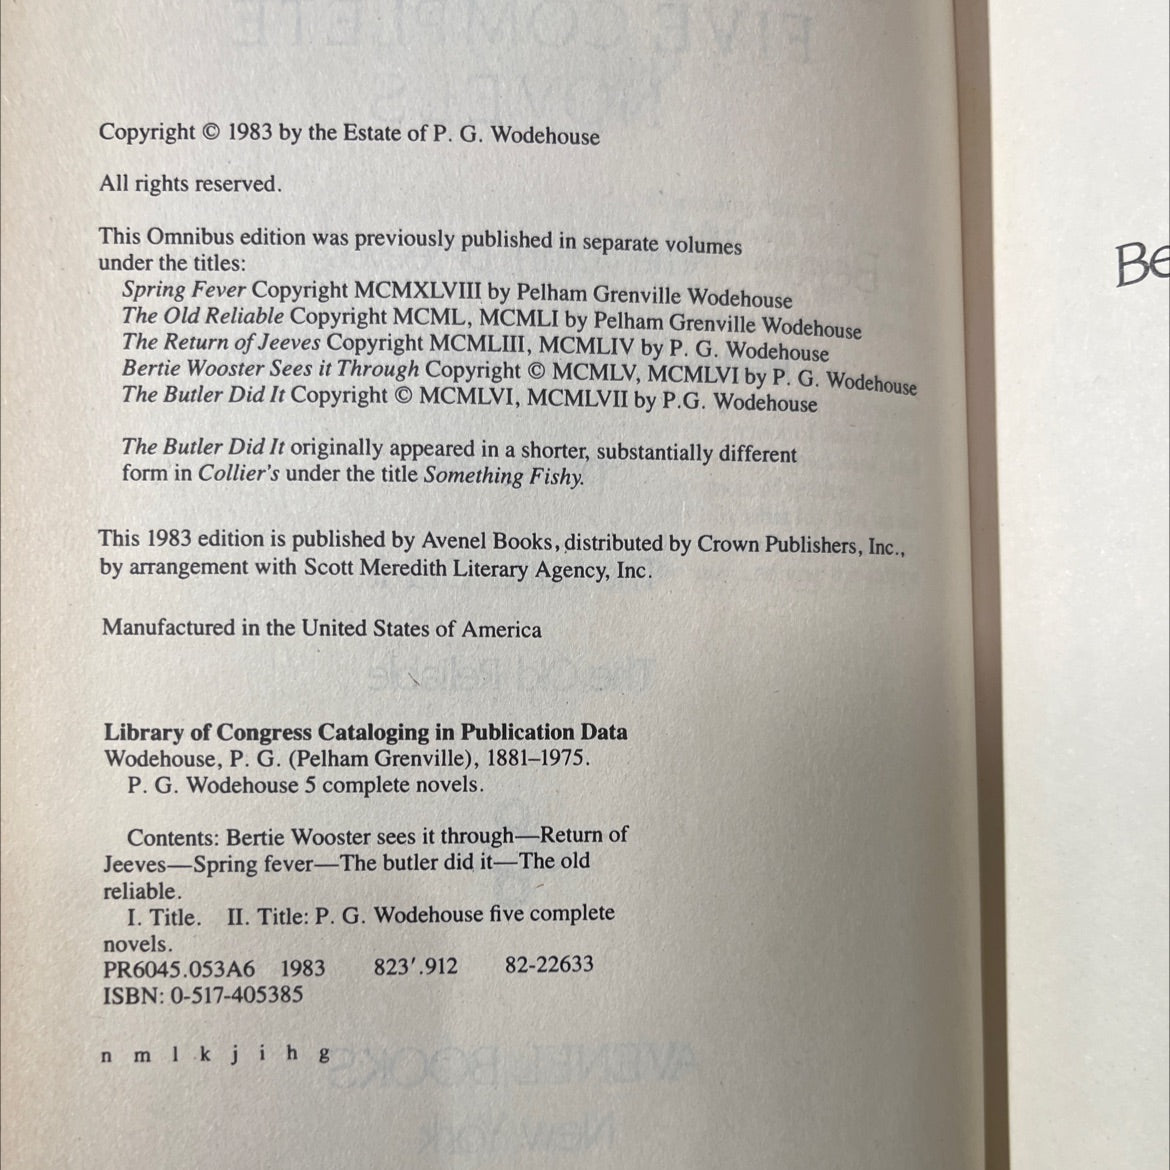 Copyright © 1983 by the Estate of P. G. Wodehouse
All rights reserved.
This Omnibus edition was previously published in separate volumes
under the titles:
Spring Fever Copyright MCMXLVIII by Pelham Grenville Wodehouse
The Old Reliable Copyright MCML, MCMLI by Pelham Grenville Wodehouse
The Return of Jeeves Copyright MCMLIII, MCMLIV by P. G. Wodehouse
Bertie Wooster Sees it Through Copyright © MCMLV, MCMLVI by P. G. Wodehouse
The Butler Did It Copyright © MCMLVI, MCMLVII by P.G. Wodehouse
The Butler Did It originally appeared in a shorter, substantially different
form in Collier's under the title Something Fishy.
This 1983 edition is published by Avenel Books, distributed by Crown Publishers, Inc.,
by arrangement with Scott Meredith Literary Agency, Inc.
Manufactured in the United States of America
Library of Congress Cataloging in Publication Data
Wodehouse, P. G. (Pelham Grenville), 1881–1975.
P. G. Wodehouse 5 complete novels.
Contents: Bertie Wooster sees it through—Return of
Jeeves—Spring fever—The butler did it—The old
reliable.
I. Title. II. Title: P. G. Wodehouse five complete
novels.
PR6045.053A6 1983 823′.912 82-22633
ISBN: 0-517-405385
n m l k j i h g
Be